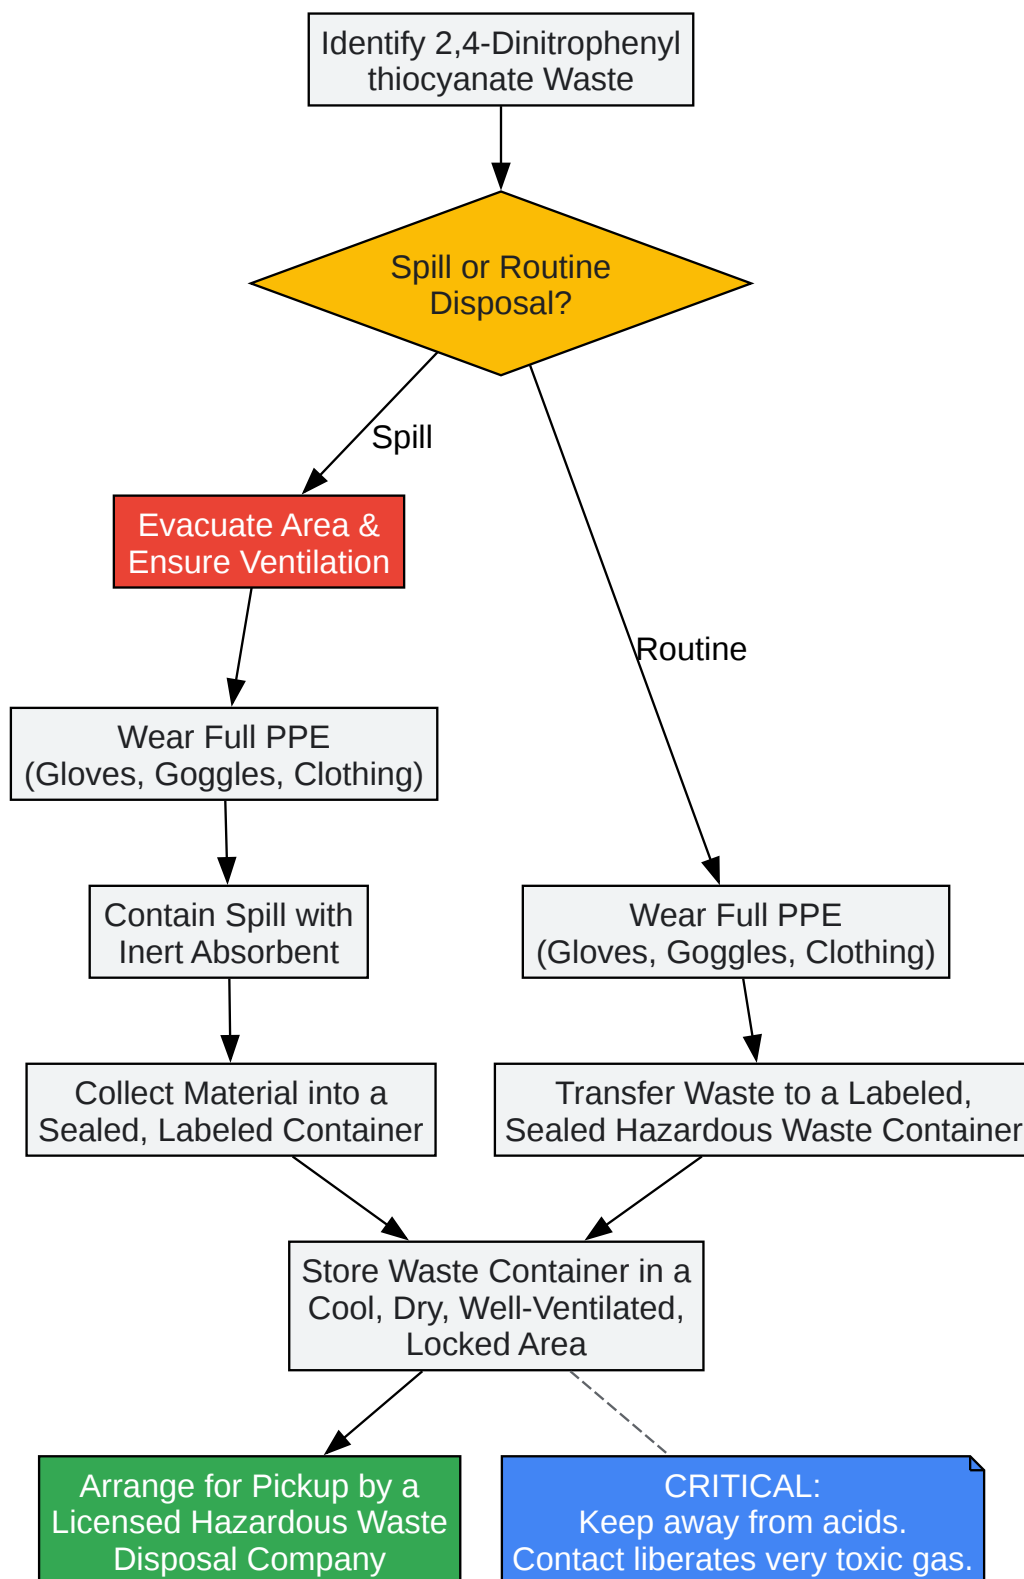 Identify 2,4-Dinitrophenyl
thiocyanate Waste
Spill or Routine
Disposal?
Spill
Evacuate Area &
Ensure Ventilation
Routine
Wear Full PPE
(Gloves, Goggles, Clothing)
Contain Spill with
Inert Absorbent
Wear Full PPE
(Gloves, Goggles, Clothing)
Collect Material into a
Sealed, Labeled Container
Transfer Waste to a Labeled,
Sealed Hazardous Waste Container
Store Waste Container in a
Cool, Dry, Well-Ventilated,
Locked Area
Arrange for Pickup by a
Licensed Hazardous Waste
Disposal Company
CRITICAL:
Keep away from acids.
Contact liberates very toxic gas.